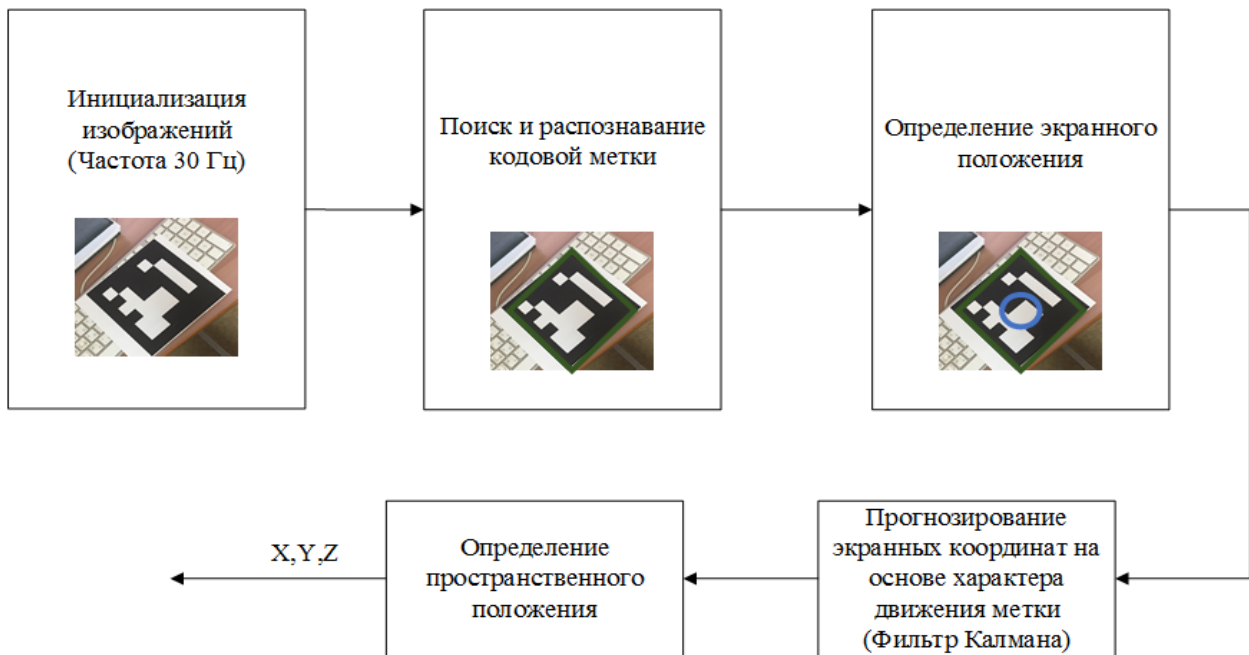 Инициализация
изображений
(Частота 30 Гц)
Поиск и распознавание
кодовой метки
Определение экранного
положения
Прогнозирование
экранных координат на
основе характера
движения метки
(Фильтр Калмана)
Определение
пространственного
положения
X,Y,Z